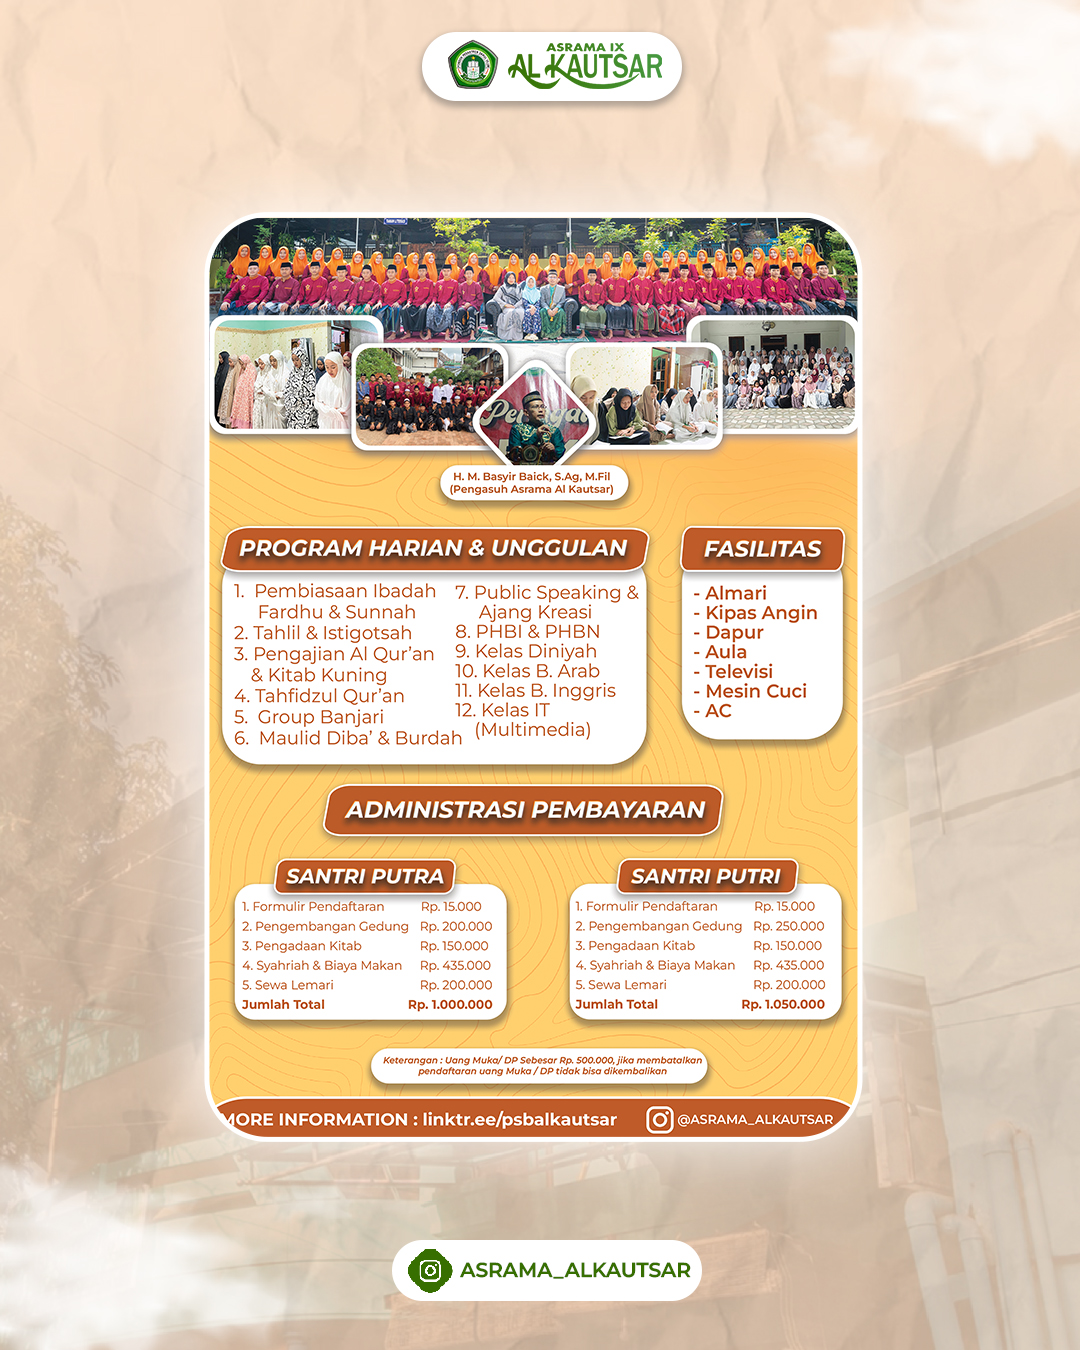 ASRAMA IX
AL KAUTSAR
H. M. Basyir Baick, S.Ag, M.Fil
(Pengasuh Asrama Al Kautsar)
PROGRAM HARIAN & UNGGULAN
1. Pembiasaan Ibadah
Fardhu & Sunnah
2. Tahlil & Istigotsah
3. Pengajian Al Qur'an
& Kitab Kuning
4. Tahfidzul Qur'an
5. Group Banjari
6. Maulid Diba' & Burdah
7. Public Speaking &
Ajang Kreasi
8. PHBI & PHBN
9. Kelas Diniyah
10. Kelas B. Arab
11. Kelas B. Inggris
12. Kelas IT
(Multimedia)
FASILITAS
- Almari
- Kipas Angin
- Dapur
- Aula
- Televisi
- Mesin Cuci
- AC
ADMINISTRASI PEMBAYARAN
SANTRI PUTRA
1. Formulir Pendaftaran Rp. 15.000
2. Pengembangan Gedung Rp. 200.000
3. Pengadaan Kitab Rp. 150.000
4. Syahriah & Biaya Makan Rp. 435.000
5. Sewa Lemari Rp. 200.000
Jumlah Total Rp. 1.000.000
SANTRI PUTRI
1. Formulir Pendaftaran Rp. 15.000
2. Pengembangan Gedung Rp. 250.000
3. Pengadaan Kitab Rp. 150.000
4. Syahriah & Biaya Makan Rp. 435.000
5. Sewa Lemari Rp. 200.000
Jumlah Total Rp. 1.050.000
Keterangan : Uang Muka/ DP Sebesar Rp. 500.000, jika membatalkan
pendaftaran uang Muka / DP tidak bisa dikembalikan
MORE INFORMATION : linktr.ee/psbalkautsar
@ASRAMA_ALKAUTSAR
ASRAMA_ALKAUTSAR